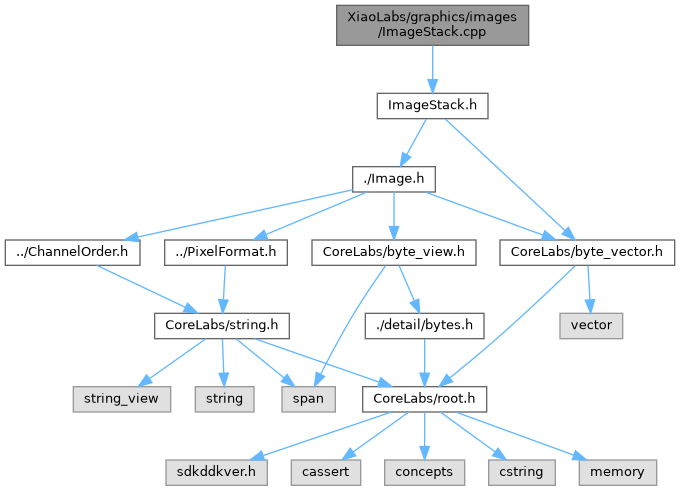 XiaoLabs/graphics/images
/ImageStack.cpp
ImageStack.h
./Image.h
../ChannelOrder.h
../PixelFormat.h
CoreLabs/byte_view.h
CoreLabs/byte_vector.h
CoreLabs/string.h
./detail/bytes.h
vector
string_view
string
span
CoreLabs/root.h
sdkddkver.h
cassert
concepts
cstring
memory